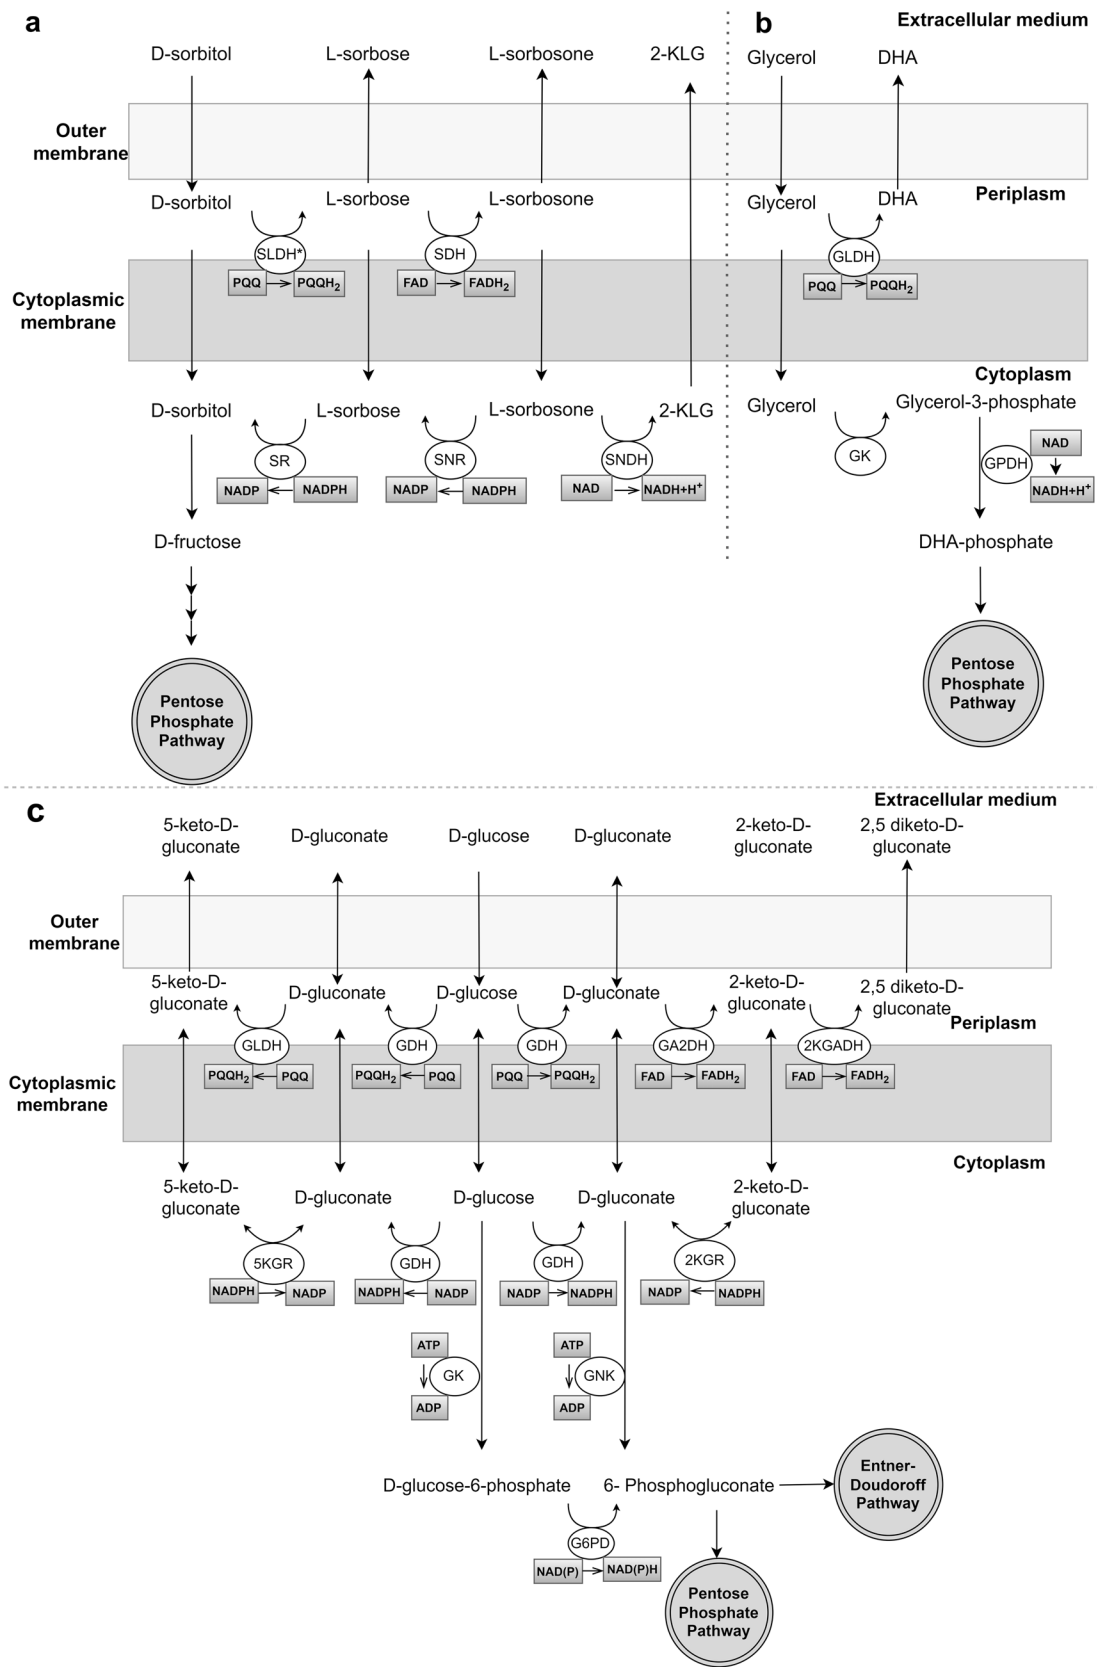 a
b
Extracellular medium
D-sorbitol
L-sorbose
L-sorbosone
2-KLG
Glycerol
DHA
Outer
membrane
Periplasm
D-sorbitol
L-sorbose
L-sorbosone
Glycerol
DHA
SLDH*
SDH
GLDH
PQQ
PQQH2
FAD
FADH2
PQQ
PQQH2
Cytoplasmic
membrane
Cytoplasm
D-sorbitol
L-sorbose
L-sorbosone
2-KLG
Glycerol
Glycerol-3-phosphate
SR
SNR
SNDH
GK
GPDH
NAD
NADH+H+
NADP
NADPH
NADP
NADPH
NAD
NADH+H+
D-fructose
DHA-phosphate
Pentose
Phosphate
Pathway
Pentose
Phosphate
Pathway
c
Extracellular medium
5-keto-D-
gluconate
D-gluconate
D-glucose
D-gluconate
2-keto-D-
gluconate
2,5 diketo-D-
gluconate
Outer
membrane
5-keto-D-
gluconate
D-gluconate
D-glucose
D-gluconate
2-keto-D-
gluconate
2,5 diketo-D-
gluconate
Periplasm
GLDH
GDH
GDH
GA2DH
2KGADH
PQQH2
PQQ
PQQH2
PQQ
PQQ
PQQH2
FAD
FADH2
FAD
FADH2
Cytoplasmic
membrane
Cytoplasm
5-keto-D-
gluconate
D-gluconate
D-glucose
D-gluconate
2-keto-D-
gluconate
5KGR
GDH
GDH
2KGR
NADPH
NADP
NADPH
NADP
NADP
NADPH
NADP
NADPH
ATP
GK
ADP
ATP
GNK
ADP
D-glucose-6-phosphate
6- Phosphogluconate
Entner-
Doudoroff
Pathway
G6PD
NAD(P)
NAD(P)H
Pentose
Phosphate
Pathway